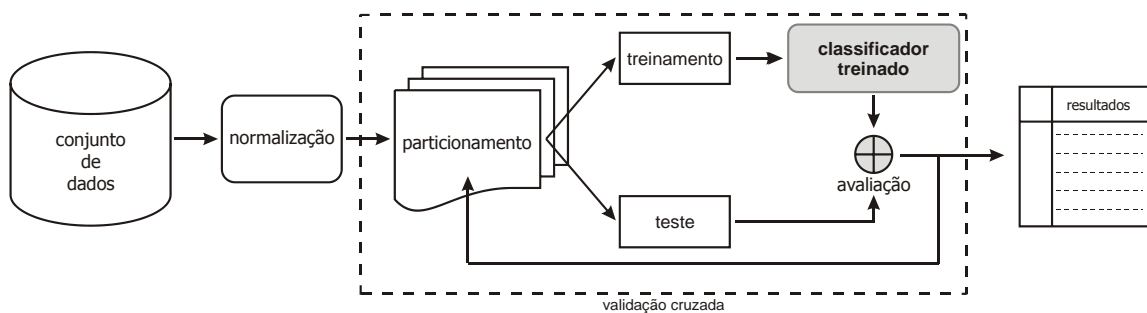 conjunto
de
dados
normalização
particionamento
treinamento
teste
classificador
treinado
avaliação
resultados
validação cruzada